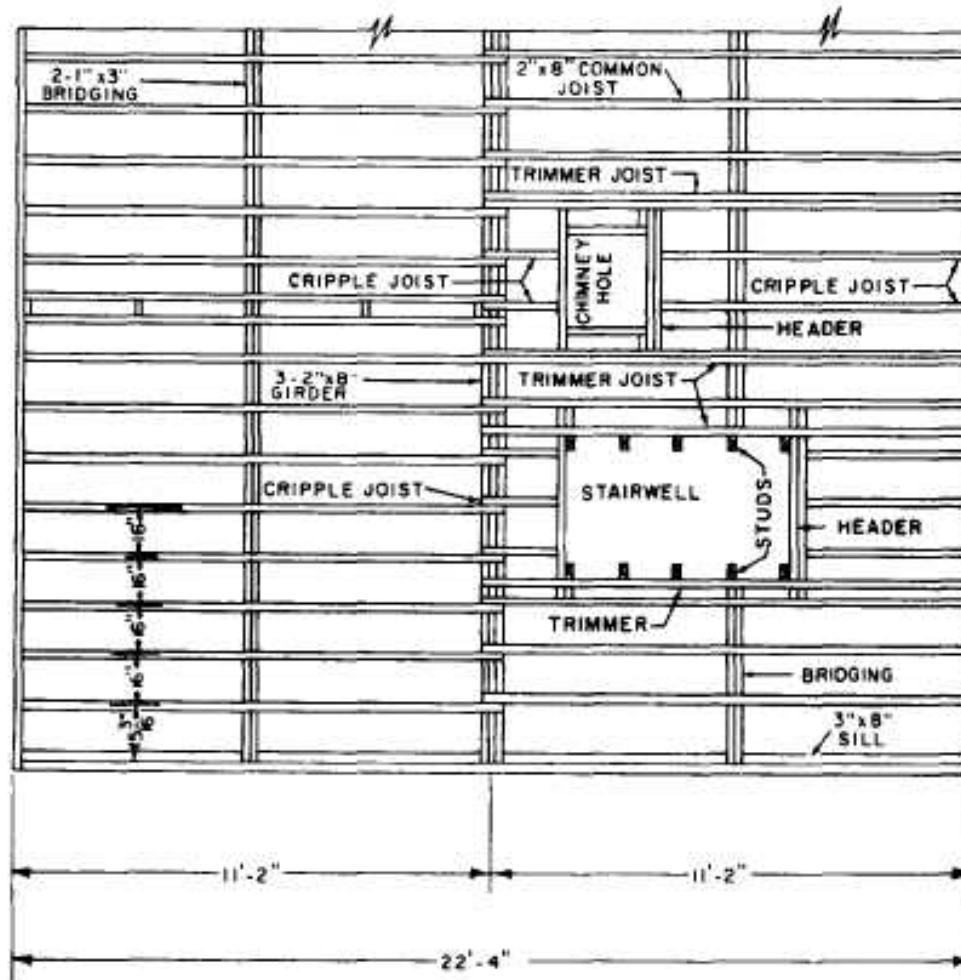 2-1"x3"
BRIDGING
2"x8" COMMON
JOIST
TRIMMER JOIST
CHIMNEY
HOLE
CRIPPLE JOIST
CRIPPLE JOIST
HEADER
3-2"x8"
GIRDER
TRIMMER JOIST
CRIPPLE JOIST
STAIRWELL
STUDS
HEADER
16"
16"
16"
16"
TRIMMER
BRIDGING
3"x8"
SILL
11'-2"
11'-2"
22'-4"